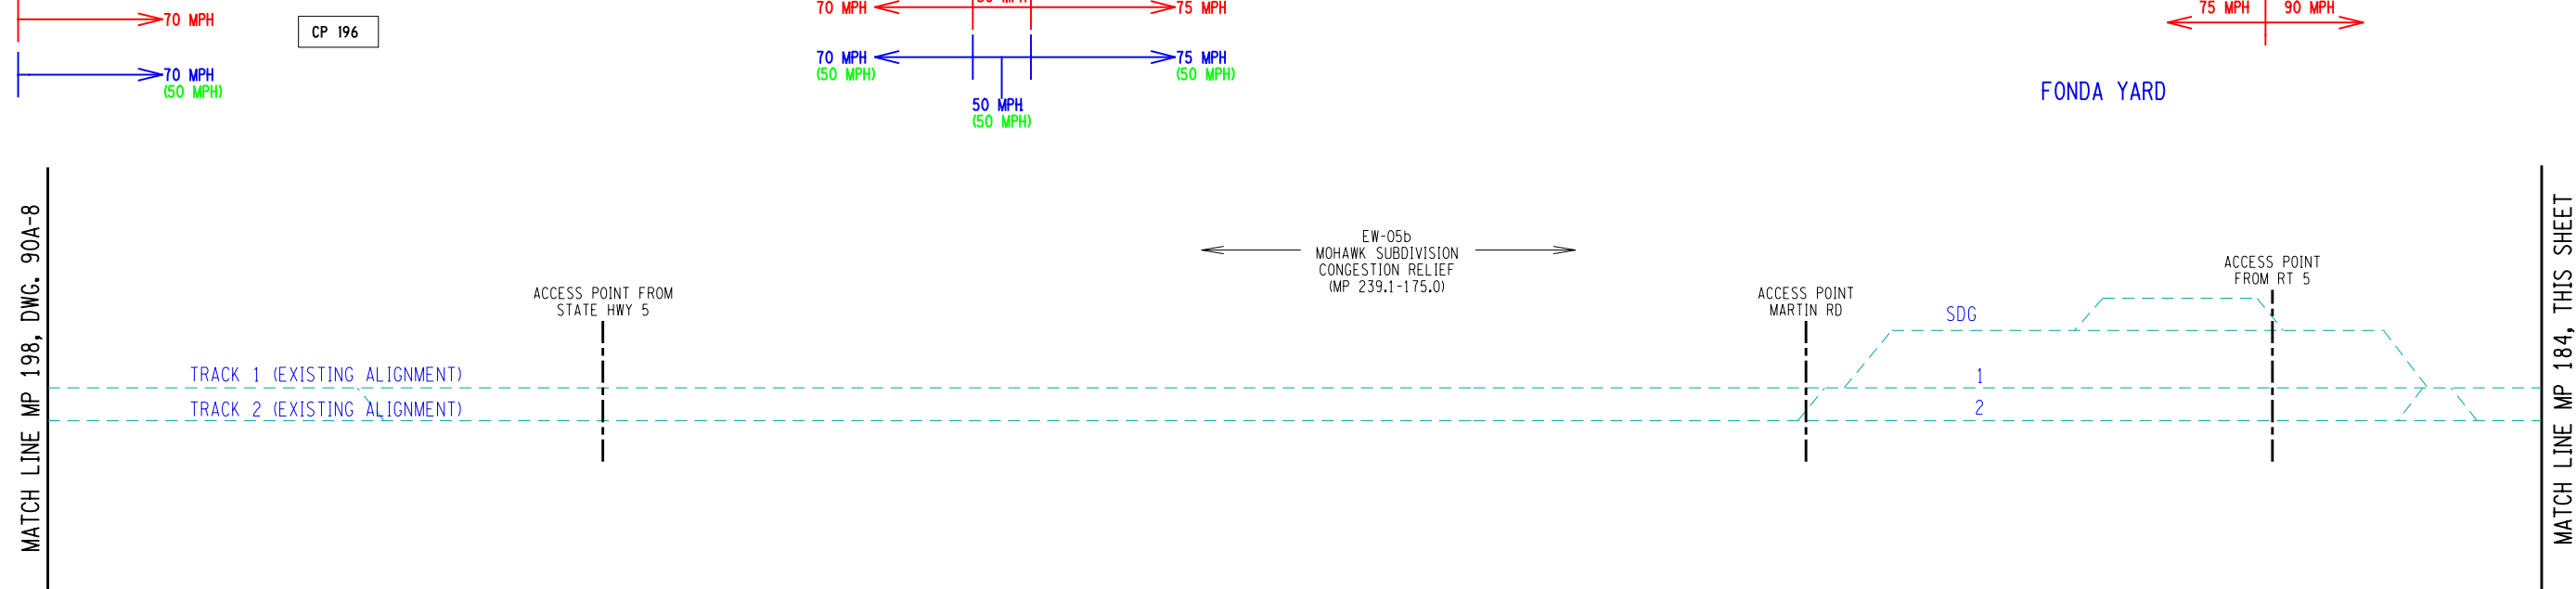 70 MPH
CP 196
70 MPH
(50 MPH)
70 MPH
75 MPH
70 MPH
(50 MPH)
75 MPH
(50 MPH)
50 MPH
(50 MPH)
75 MPH
90 MPH
FONDA YARD
MATCH LINE MP 198, DWG. 90A-8
ACCESS POINT FROM
STATE HWY 5
EW-05b
MOHAWK SUBDIVISION
CONGESTION RELIEF
(MP 239.1-175.0)
ACCESS POINT
MARTIN RD
ACCESS POINT
FROM RT 5
SDG
TRACK 1 (EXISTING ALIGNMENT)
1
TRACK 2 (EXISTING ALIGNMENT)
2
MATCH LINE MP 184, THIS SHEET